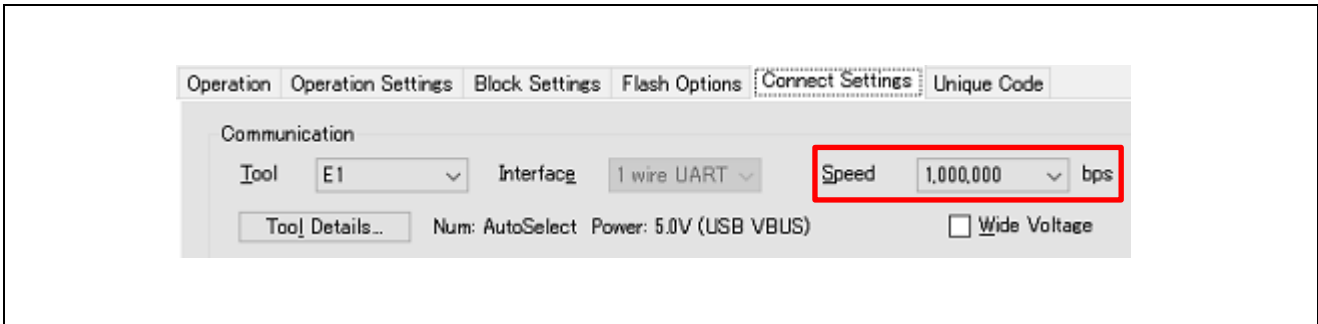 Operation Operation Settings Block Settings Flash Options Connect Settings Unique Code
Communication
Tool E1 Interface 1 wire UART Speed 1,000,000 bps
Tool Details... Num: AutoSelect Power: 5.0V (USB VBUS) Wide Voltage